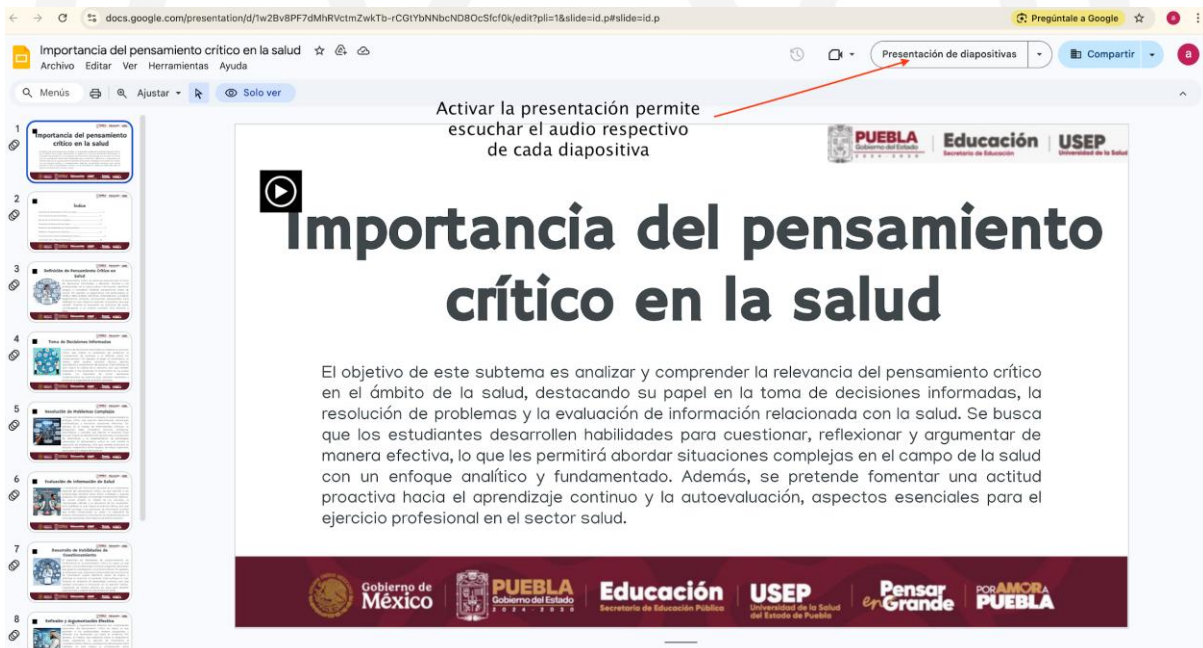 docs.google.com/presentation/d/1w2Bv8PF7dMhRVctmZwkTb-rCGtYbNNbcND8OcSfcf0k/edit?pli=1&slide=id.p#slide=id.p
Pregúntale a Google
Importancia del pensamiento crítico en la salud
Archivo Editar Ver Herramientas Ayuda
Presentación de diapositivas
Compartir
a
Menús
Ajustar
Solo ver
Activar la presentación permite
escuchar el audio respectivo
de cada diapositiva
1
Importancia del pensamiento
crítico en la salud
2
Índice
3
Definición de Pensamiento Crítico en
Salud
4
Toma de Decisiones Informadas
5
Resolución de Problemas Complejos
6
Evaluación de Información de Salud
7
Desarrollo de Habilidades de
Cuestionamiento
8
Reflexión y Argumentación Efectiva
PUEBLA
Gobierno del Estado
2024 - 2030
Educación
Secretaría de Educación
USEP
Universidad de la Salud
Importancia del pensamiento
crítico en la salud
El objetivo de este subtema es analizar y comprender la relevancia del pensamiento crítico
en el ámbito de la salud, destacando su papel en la toma de decisiones informadas, la
resolución de problemas y la evaluación de información relacionada con la salud. Se busca
que los estudiantes desarrollen habilidades para cuestionar, reflexionar y argumentar de
manera efectiva, lo que les permitirá abordar situaciones complejas en el campo de la salud
con un enfoque analítico y fundamentado. Además, se pretende fomentar una actitud
proactiva hacia el aprendizaje continuo y la autoevaluación, aspectos esenciales para el
ejercicio profesional en el sector salud.
Gobierno de
México
PUEBLA
Gobierno del Estado
2024 - 2030
Educación
Secretaría de Educación Pública
USEP
Universidad de la Salud
del Estado de Puebla
Pensar
en Grande
POR AMOR A
PUEBLA